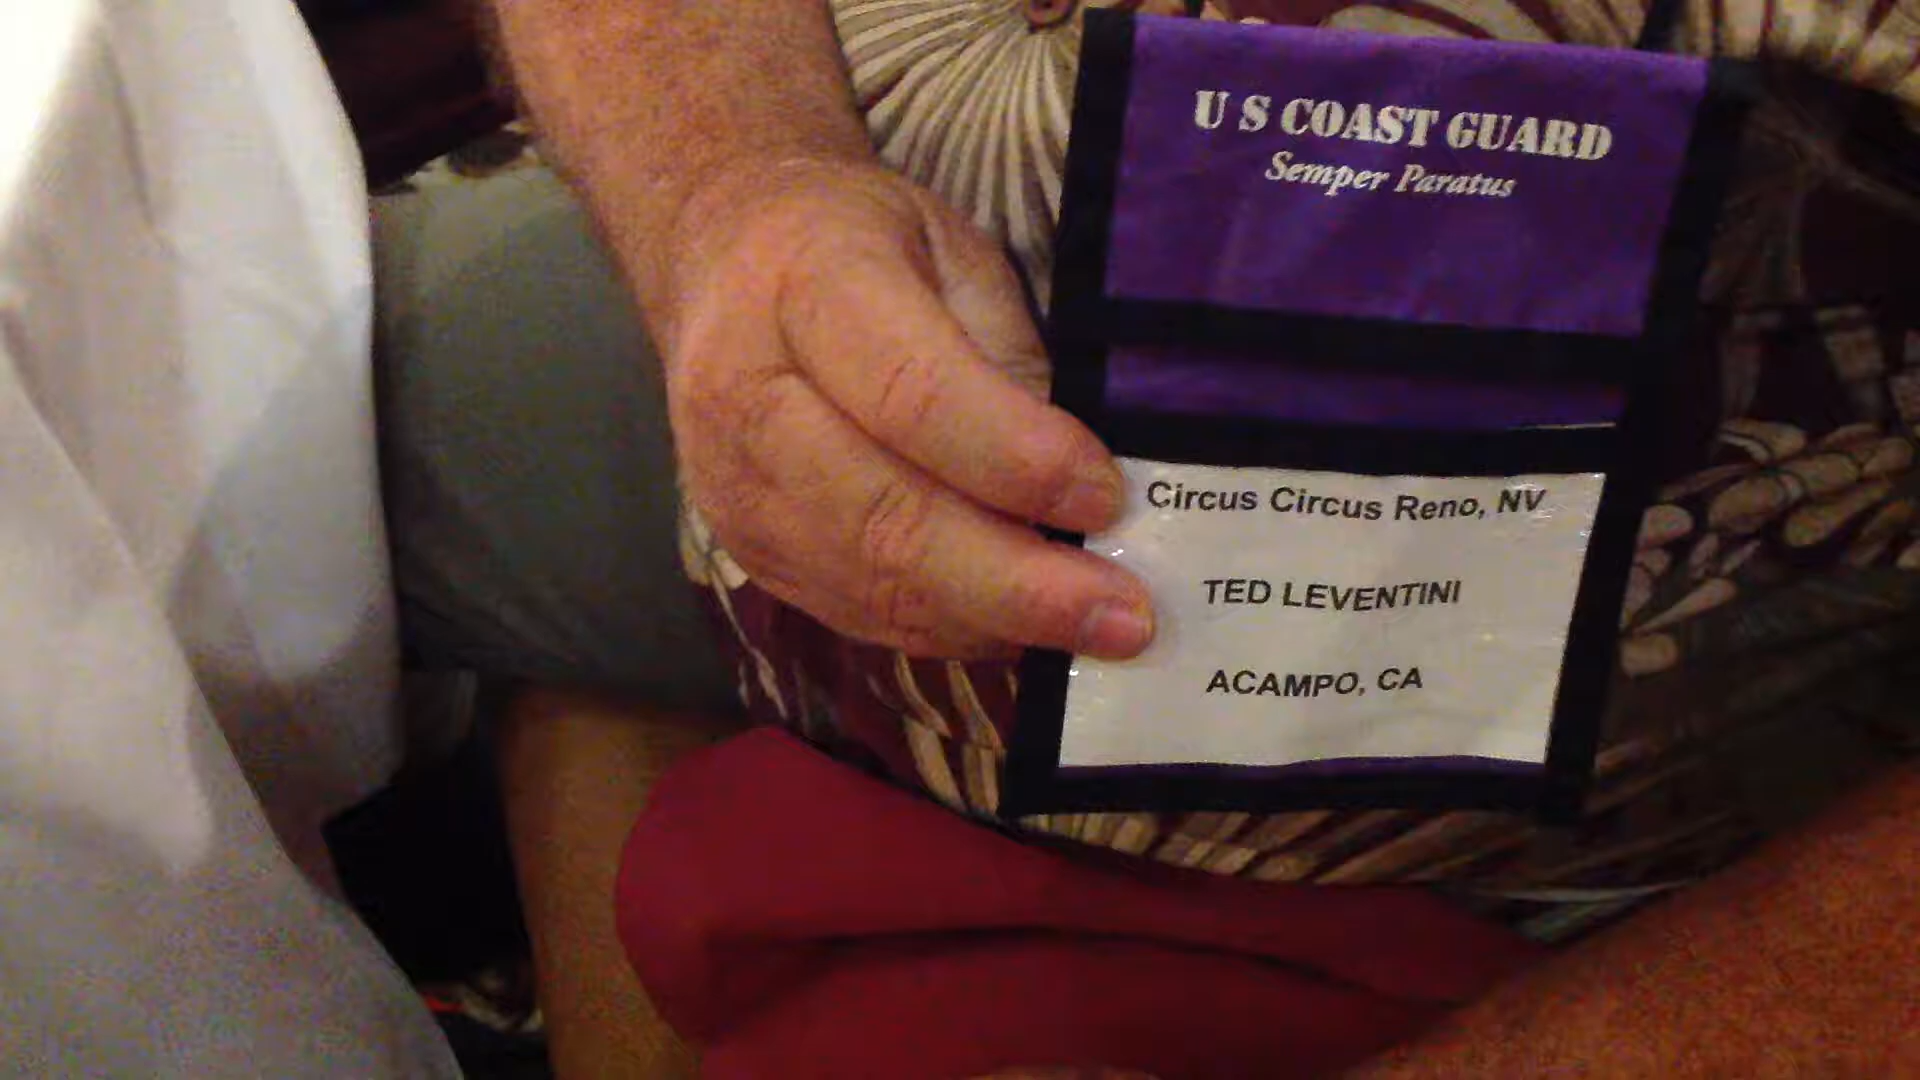 U S COAST GUARD
Semper Paratus
Circus Circus Reno, NV
TED LEVENTINI
ACAMPO, CA